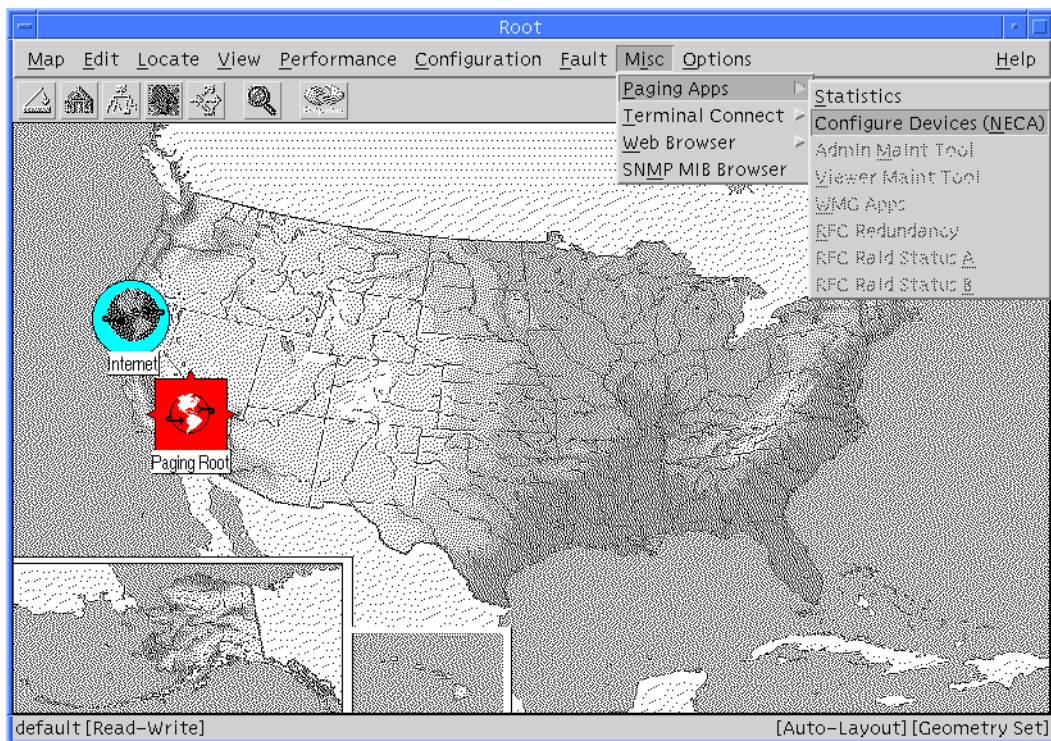 Root
Map Edit Locate View Performance Configuration Fault Misc Options Help
Paging Apps
Terminal Connect
Web Browser
SNMP MIB Browser
Statistics
Configure Devices (NECA)
Admin Maint Tool
Viewer Maint Tool
WMG Apps
RFC Redundancy
RFC Raid Status A
RFC Raid Status B
Internet
Paging Root
default [Read-Write]
[Auto-Layout] [Geometry Set]